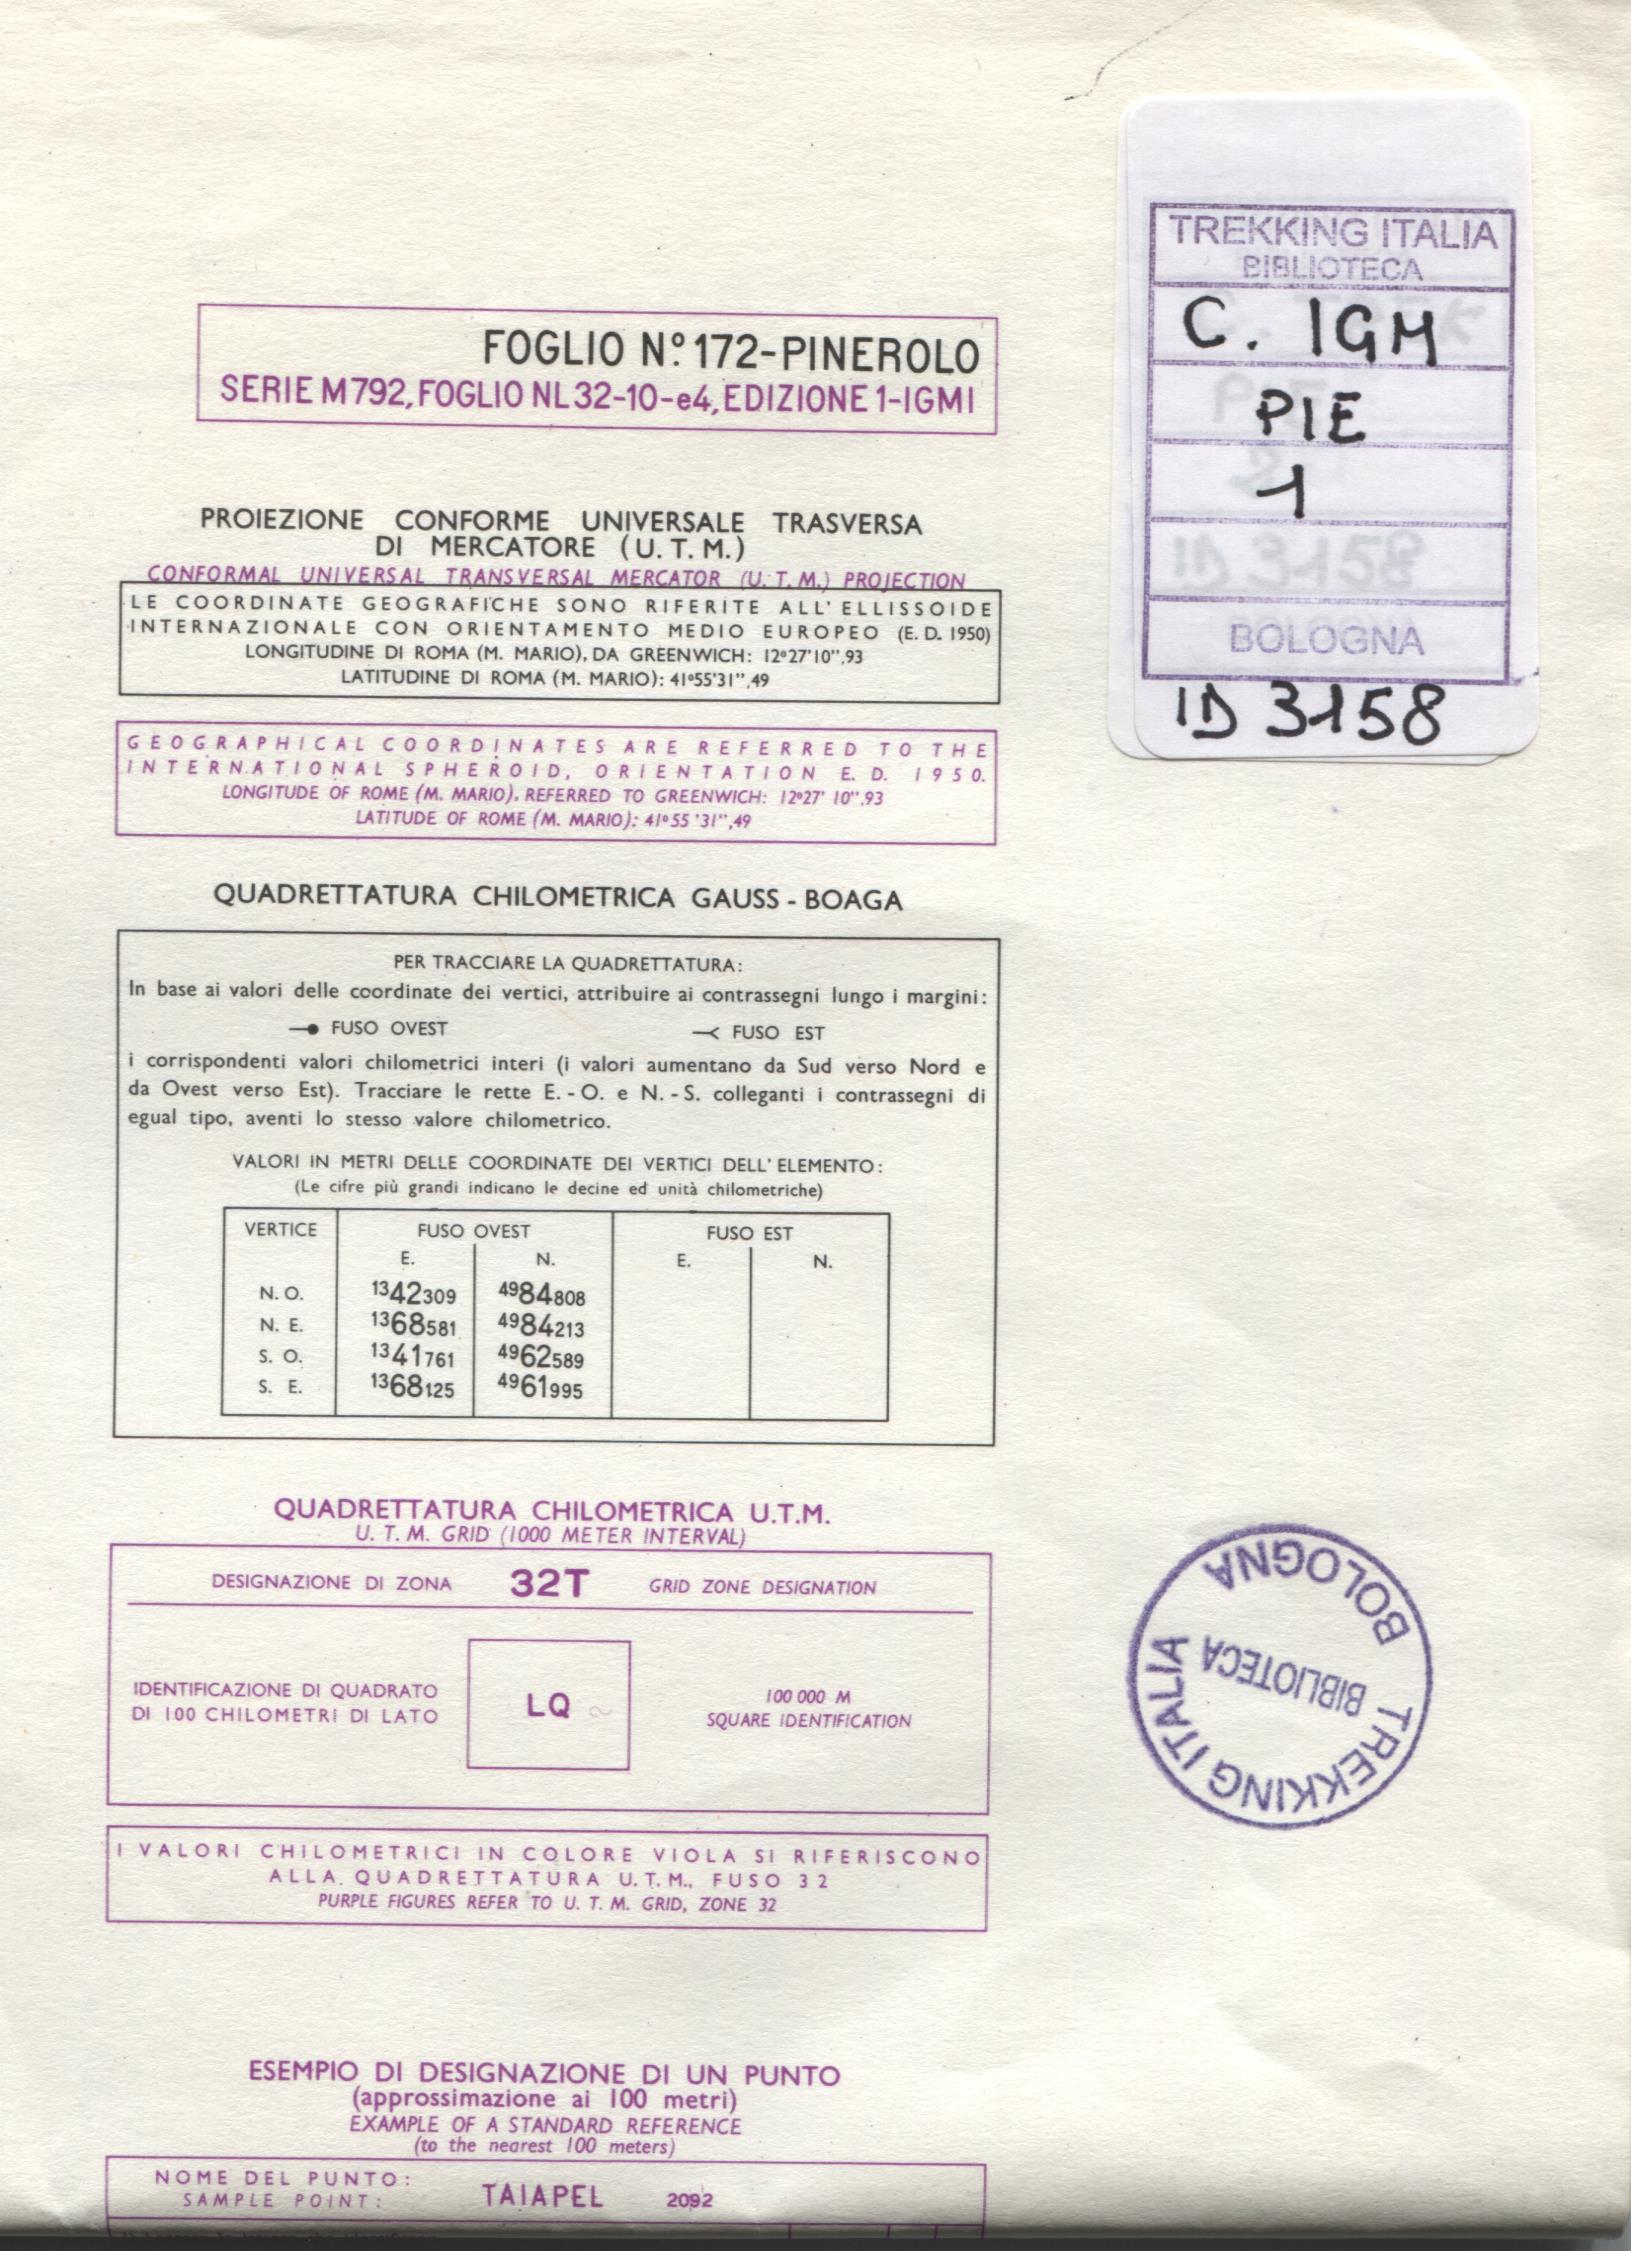 FOGLIO N.º 172-PINEROLO
SERIE M 792, FOGLIO NL 32-10-e4, EDIZIONE 1-IGMI
PROIEZIONE CONFORME UNIVERSALE TRASVERSA
DI MERCATORE (U. T. M.)
CONFORMAL UNIVERSAL TRANSVERSAL MERCATOR (U. T. M.) PROJECTION
LE COORDINATE GEOGRAFICHE SONO RIFERITE ALL' ELLISSOIDE
INTERNAZIONALE CON ORIENTAMENTO MEDIO EUROPEO (E. D. 1950)
LONGITUDINE DI ROMA (M. MARIO), DA GREENWICH: 12º27'10",93
LATITUDINE DI ROMA (M. MARIO): 41º55'31",49
GEOGRAPHICAL COORDINATES ARE REFERRED TO THE
INTERNATIONAL SPHEROID, ORIENTATION E. D. 1950.
LONGITUDE OF ROME (M. MARIO), REFERRED TO GREENWICH: 12º27' 10",93
LATITUDE OF ROME (M. MARIO): 41º55 '31",49
QUADRETTATURA CHILOMETRICA GAUSS - BOAGA
PER TRACCIARE LA QUADRETTATURA:
In base ai valori delle coordinate dei vertici, attribuire ai contrassegni lungo i margini:
FUSO OVEST FUSO EST
i corrispondenti valori chilometrici interi (i valori aumentano da Sud verso Nord e
da Ovest verso Est). Tracciare le rette E. - O. e N. - S. colleganti i contrassegni di
egual tipo, aventi lo stesso valore chilometrico.
VALORI IN METRI DELLE COORDINATE DEI VERTICI DELL' ELEMENTO:
(Le cifre più grandi indicano le decine ed unità chilometriche)
VERTICE FUSO OVEST FUSO EST
E. N. E. N.
N. O. 1342309 4984808
N. E. 1368581 4984213
S. O. 1341761 4962589
S. E. 1368125 4961995
QUADRETTATURA CHILOMETRICA U.T.M.
U. T. M. GRID (1000 METER INTERVAL)
DESIGNAZIONE DI ZONA 32T GRID ZONE DESIGNATION
IDENTIFICAZIONE DI QUADRATO
DI 100 CHILOMETRI DI LATO
LQ
100 000 M
SQUARE IDENTIFICATION
I VALORI CHILOMETRICI IN COLORE VIOLA SI RIFERISCONO
ALLA QUADRETTATURA U. T. M., FUSO 32
PURPLE FIGURES REFER TO U. T. M. GRID, ZONE 32
ESEMPIO DI DESIGNAZIONE DI UN PUNTO
(approssimazione ai 100 metri)
EXAMPLE OF A STANDARD REFERENCE
(to the nearest 100 meters)
NOME DEL PUNTO:
SAMPLE POINT:
TAIAPEL 2092
TREKKING ITALIA
BIBLIOTECA
C. IGM
PIE
1
ID 3158
BOLOGNA
ID 3158
TREKKING ITALIA
BIBLIOTECA
BOLOGNA